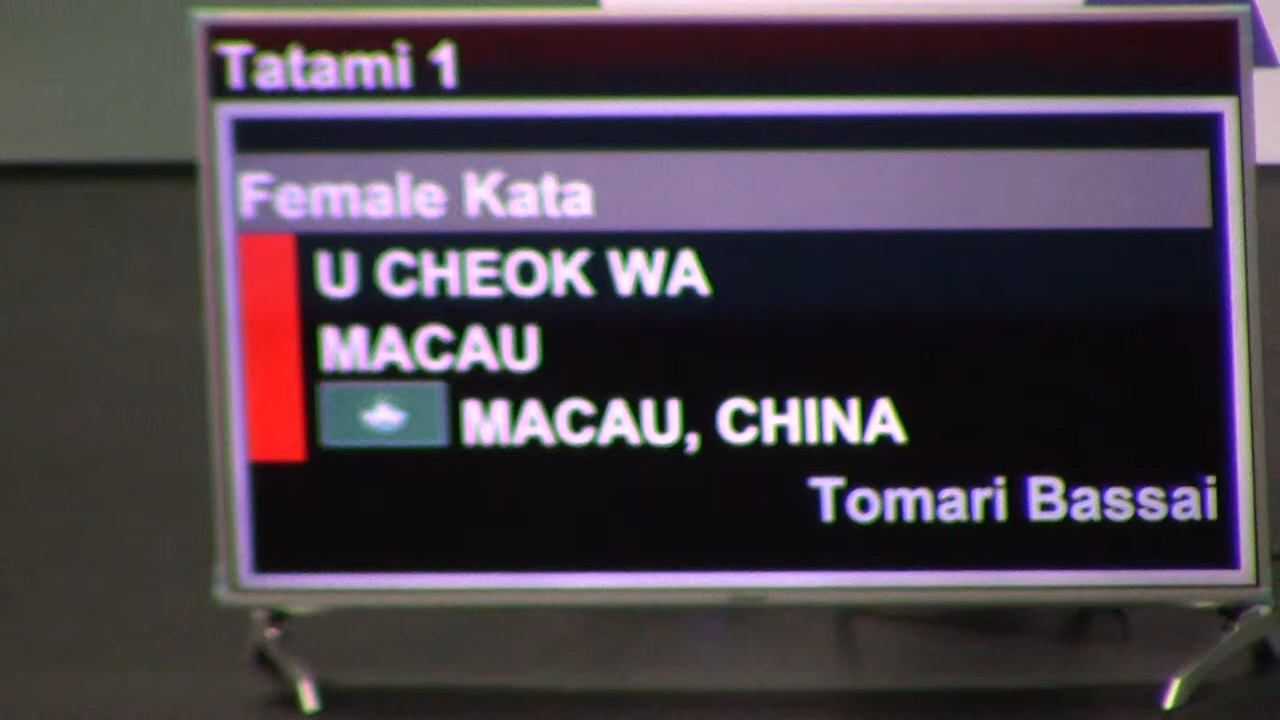 Tatami 1
Female Kata
U CHEOK WA
MACAU
MACAU, CHINA
Tomari Bassai